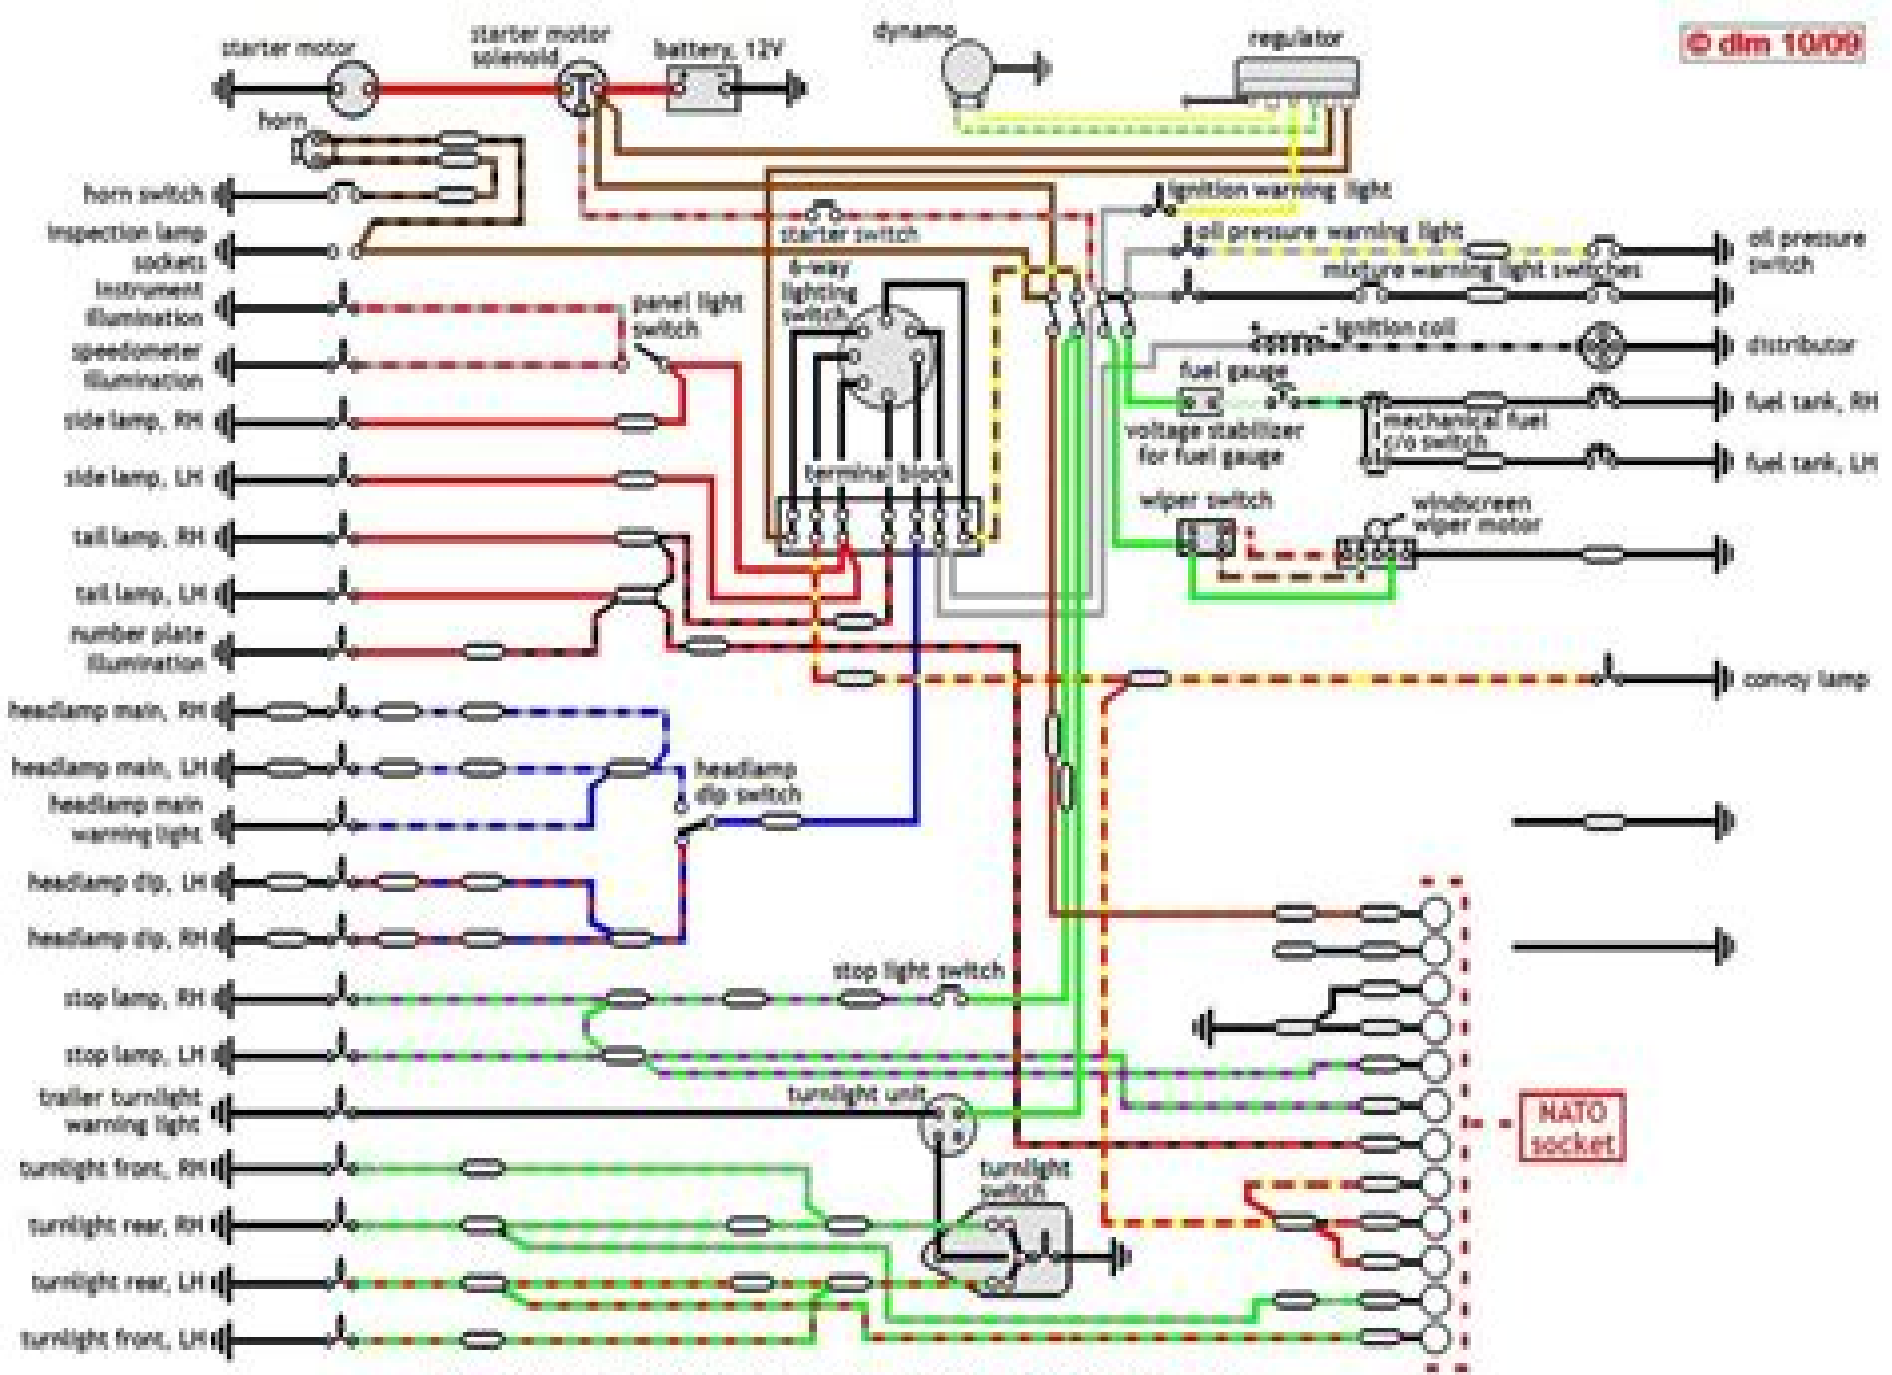 starter motor
starter motor
solenoid
battery, 12V
dynamo
regulator
© dlm 10/09
horn
horn switch
inspection lamp
sockets
instrument
illumination
speedometer
illumination
side lamp, RH
side lamp, LH
tail lamp, RH
tail lamp, LH
number plate
illumination
headlamp main, RH
headlamp main, LH
headlamp main
warning light
headlamp dip, LH
headlamp dip, RH
stop lamp, RH
stop lamp, LH
trailer turnlight
warning light
turnlight front, RH
turnlight rear, RH
turnlight rear, LH
turnlight front, LH
panel light
switch
starter switch
6-way
lighting
switch
terminal block
headlamp
dip switch
stop light switch
turnlight unit
turnlight
switch
ignition warning light
oil pressure warning light
oil pressure
switch
mixture warning light switches
+
- ignition coil
distributor
fuel gauge
fuel tank, RH
mechanical fuel
c/o switch
voltage stabilizer
for fuel gauge
fuel tank, LH
wiper switch
windscreen
wiper motor
convoy lamp
NATO
socket